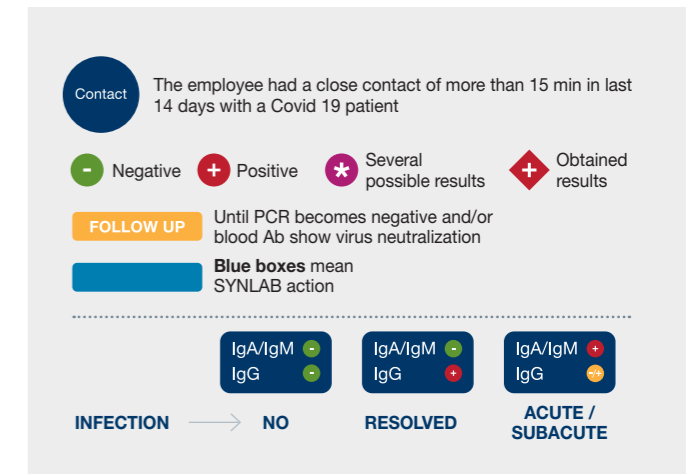 Contact
The employee had a close contact of more than 15 min in last
14 days with a Covid 19 patient
- Negative
+ Positive
* Several
possible results
+ Obtained
results
FOLLOW UP
Until PCR becomes negative and/or
blood Ab show virus neutralization
Blue boxes mean
SYNLAB action
IgA/IgM -
IgG -
IgA/IgM -
IgG +
IgA/IgM +
IgG -/+
INFECTION → NO
RESOLVED
ACUTE /
SUBACUTE